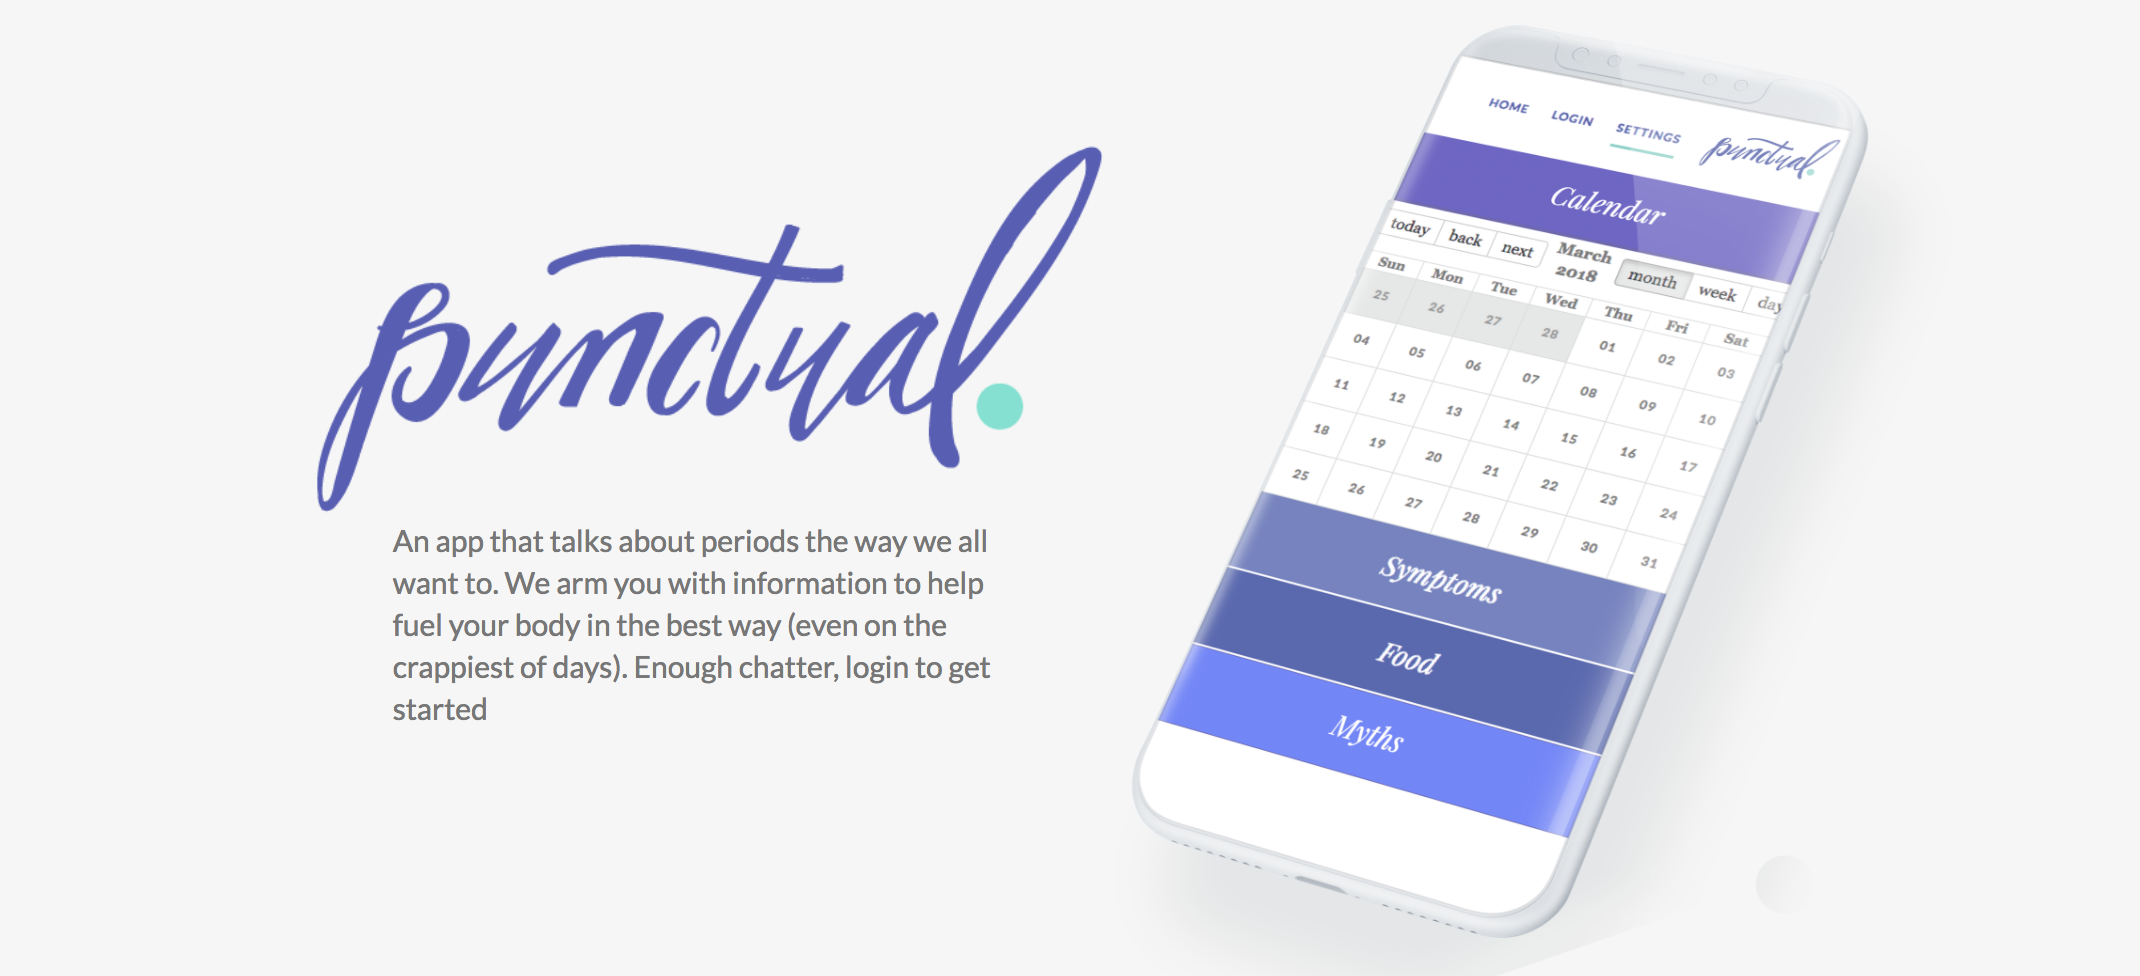 punctual.
An app that talks about periods the way we all
want to. We arm you with information to help
fuel your body in the best way (even on the
crappiest of days). Enough chatter, login to get
started
HOME LOGIN SETTINGS punctual.
Calendar
today back next March 2018 month week day
Sun Mon Tue Wed Thu Fri Sat
25 26 27 28 01 02 03
04 05 06 07 08 09 10
11 12 13 14 15 16 17
18 19 20 21 22 23 24
25 26 27 28 29 30 31
Symptoms
Food
Myths